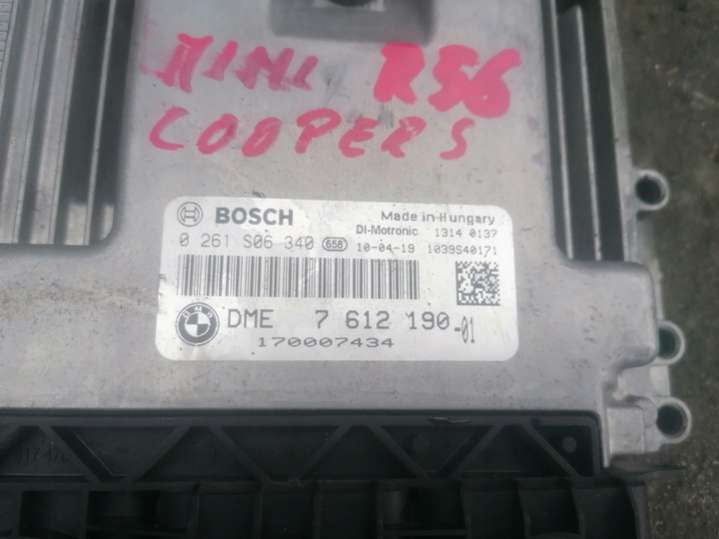 MINI R56
COOPER S
BOSCH Made in Hungary
DI-Motronic 1314 0137
0 261 S06 340 658 10-04-19 1039S40171
DME 7 612 190-01
170007434